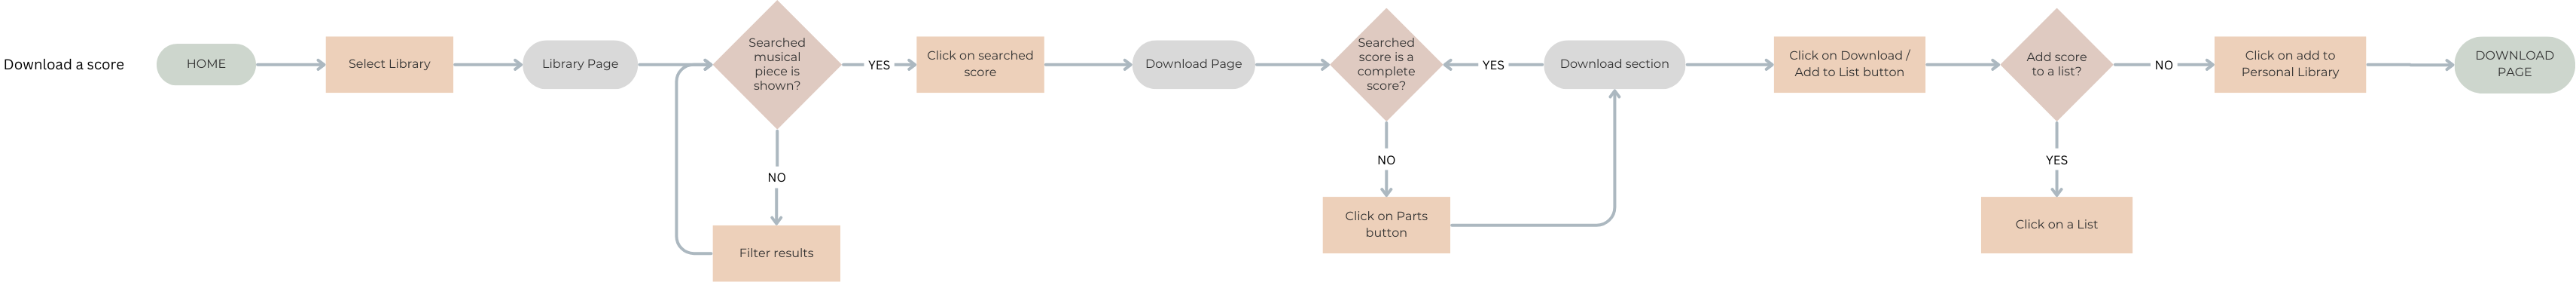 Download a score
HOME
Select Library
Library Page
Searched
musical
piece is
shown?
YES
Click on searched
score
Download Page
Searched
score is a
complete
score?
YES
Download section
Click on Download /
Add to List button
Add score
to a list?
NO
Click on add to
Personal Library
DOWNLOAD
PAGE
NO
Filter results
NO
Click on Parts
button
YES
Click on a List